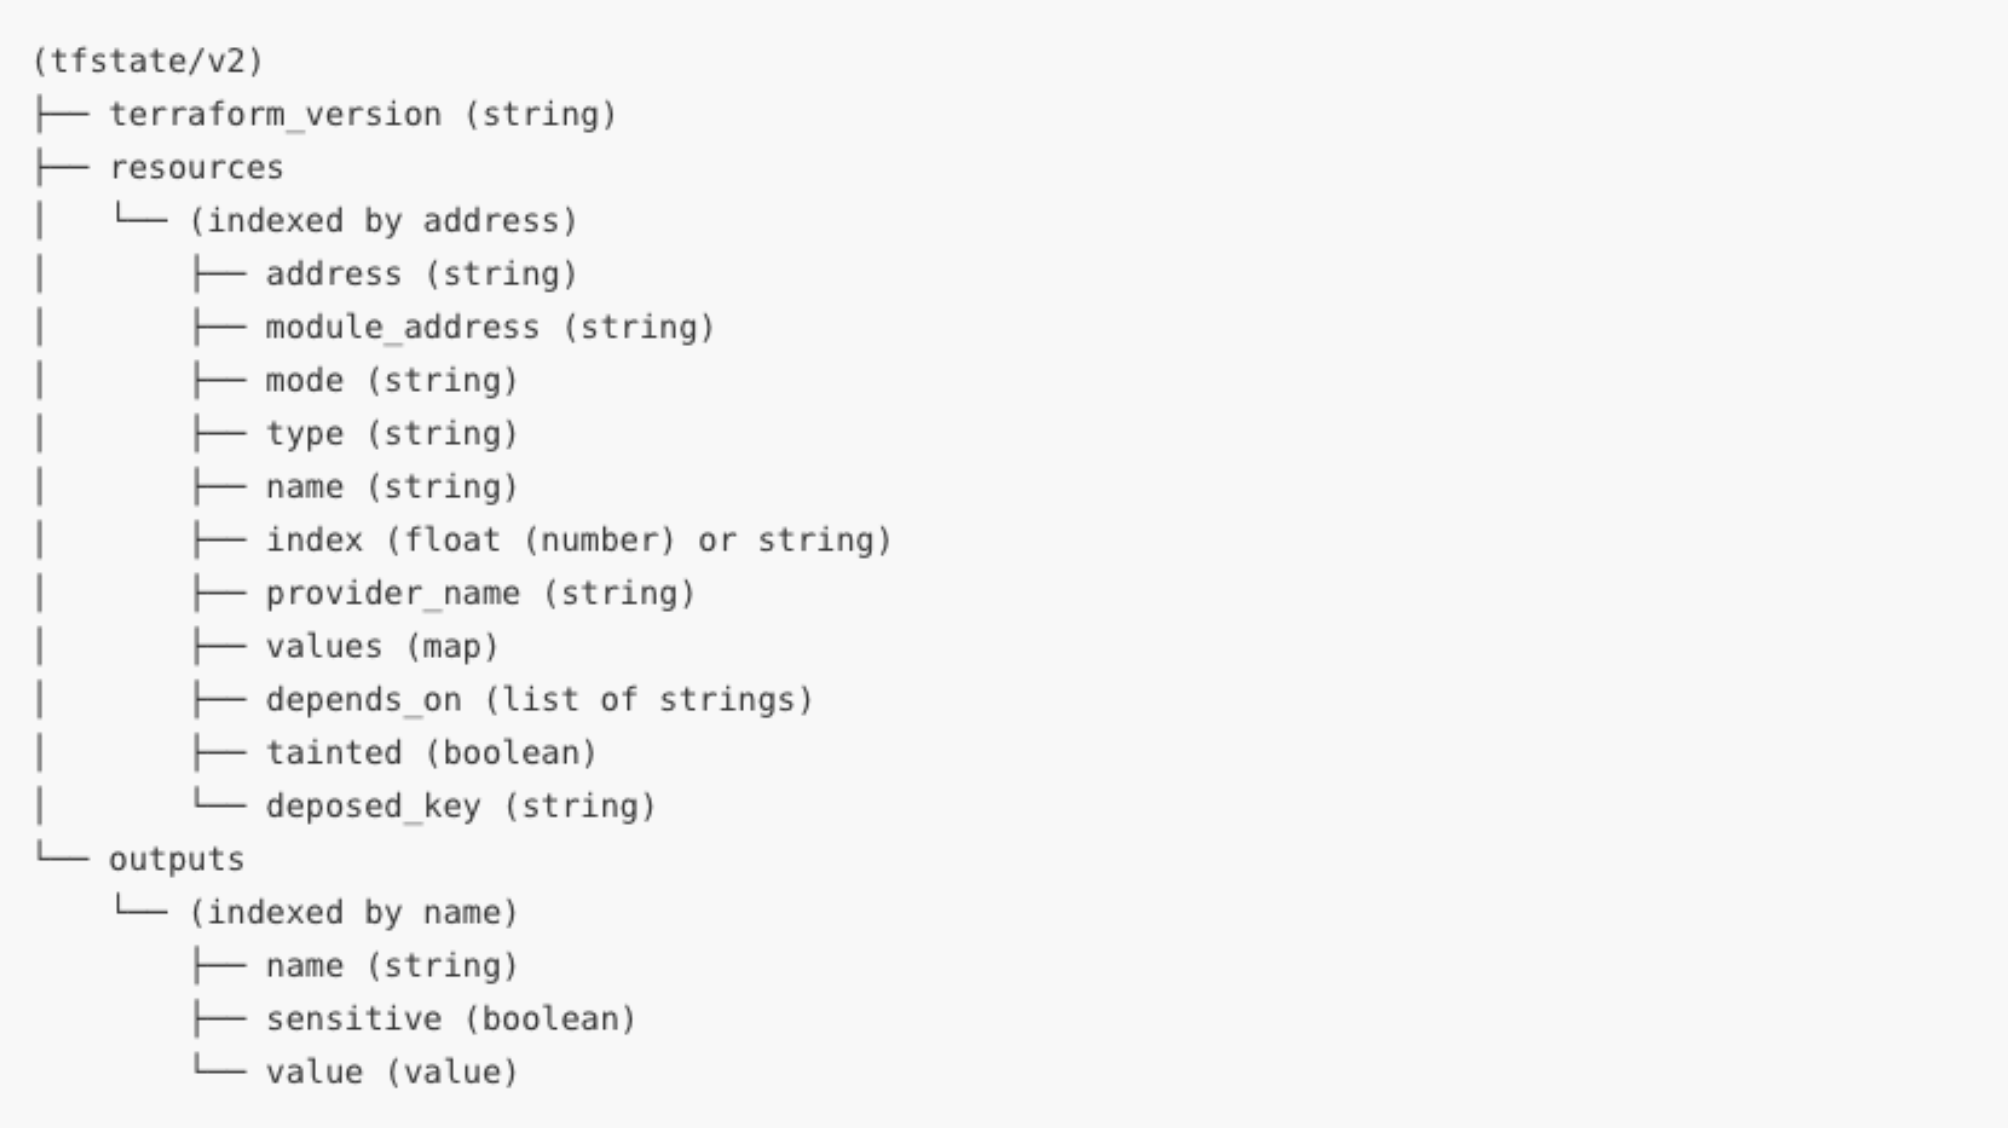 (tfstate/v2)
├── terraform_version (string)
├── resources
│   └── (indexed by address)
│       ├── address (string)
│       ├── module_address (string)
│       ├── mode (string)
│       ├── type (string)
│       ├── name (string)
│       ├── index (float (number) or string)
│       ├── provider_name (string)
│       ├── values (map)
│       ├── depends_on (list of strings)
│       ├── tainted (boolean)
│       └── deposed_key (string)
└── outputs
    └── (indexed by name)
        ├── name (string)
        ├── sensitive (boolean)
        └── value (value)